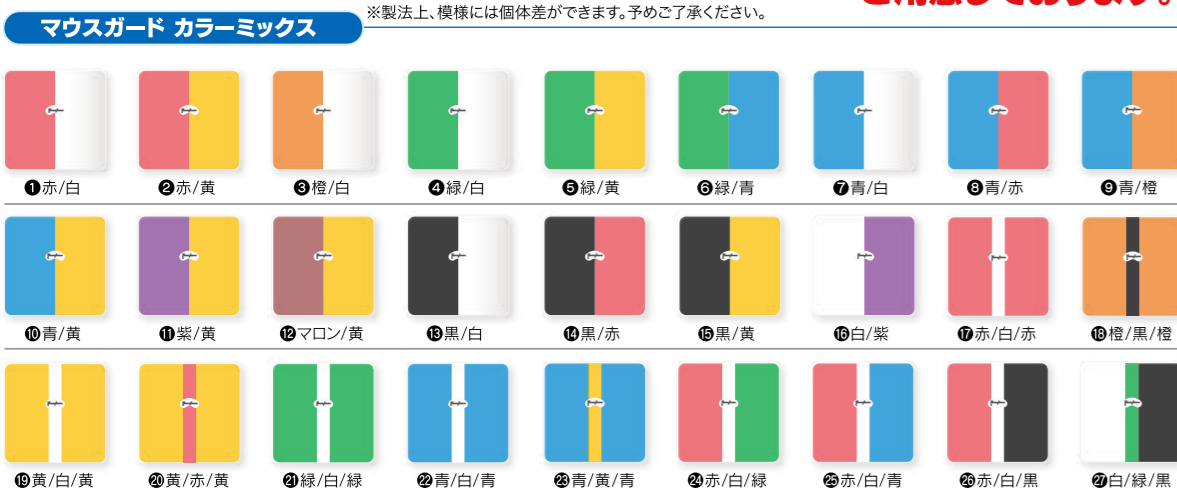 ※製法上、模様には個体差ができます。予めご了承ください。
マウスガード カラーミックス
❶赤/白 ❷赤/黄 ❸橙/白 ❹緑/白 ❺緑/黄 ❻緑/青 ❼青/白 ❽青/赤 ❾青/橙
❿青/黄 ⓫紫/黄 ⓬マロン/黄 ⓭黒/白 ⓮黒/赤 ⓯黒/黄 ⓰白/紫 ⓱赤/白/赤 ⓲橙/黒/橙
⓳黄/白/黄 ⓴黄/赤/黄 ㉑緑/白/緑 ㉒青/白/青 ㉓青/黄/青 ㉔赤/白/緑 ㉕赤/白/青 ㉖赤/白/黒 ㉗白/緑/黒